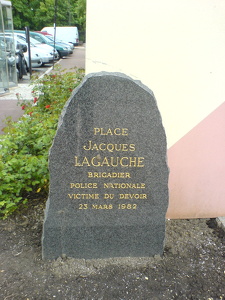 PLACE
JACQUES
LAGAUCHE
BRIGADIER
POLICE NATIONALE
VICTIME DU DEVOIR
23 MARS 1982